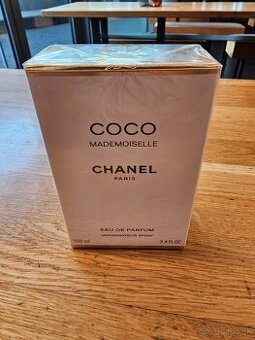 COCO
MADEMOISELLE
CHANEL
PARIS
EAU DE PARFUM
VAPORISATEUR SPRAY
100 ml 3.4 FL.OZ.